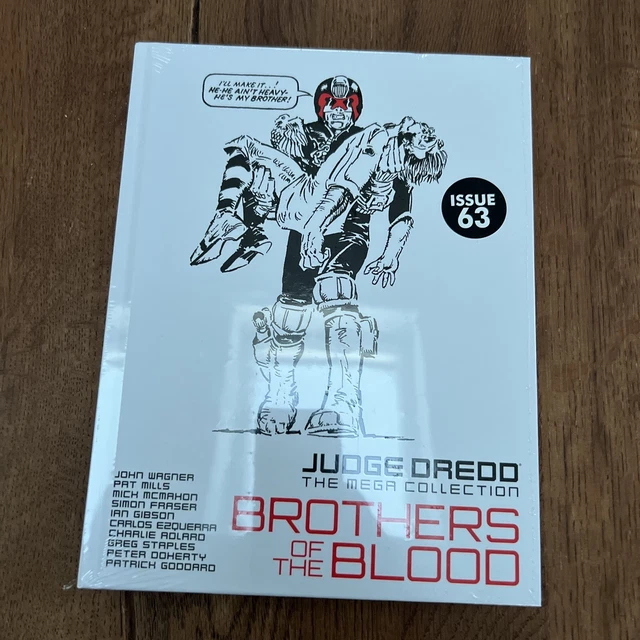 I'LL MAKE IT...!
HE-HE AIN'T HEAVY-
HE'S MY BROTHER!
ISSUE
63
JUDGE DREDD
THE MEGA COLLECTION
BROTHERS
OF THE BLOOD
JOHN WAGNER
PAT MILLS
MICK MCMAHON
SIMON FRASER
IAN GIBSON
CARLOS EZQUERRA
CHARLIE ADLARD
GREG STAPLES
PETER DOHERTY
PATRICK GODDARD